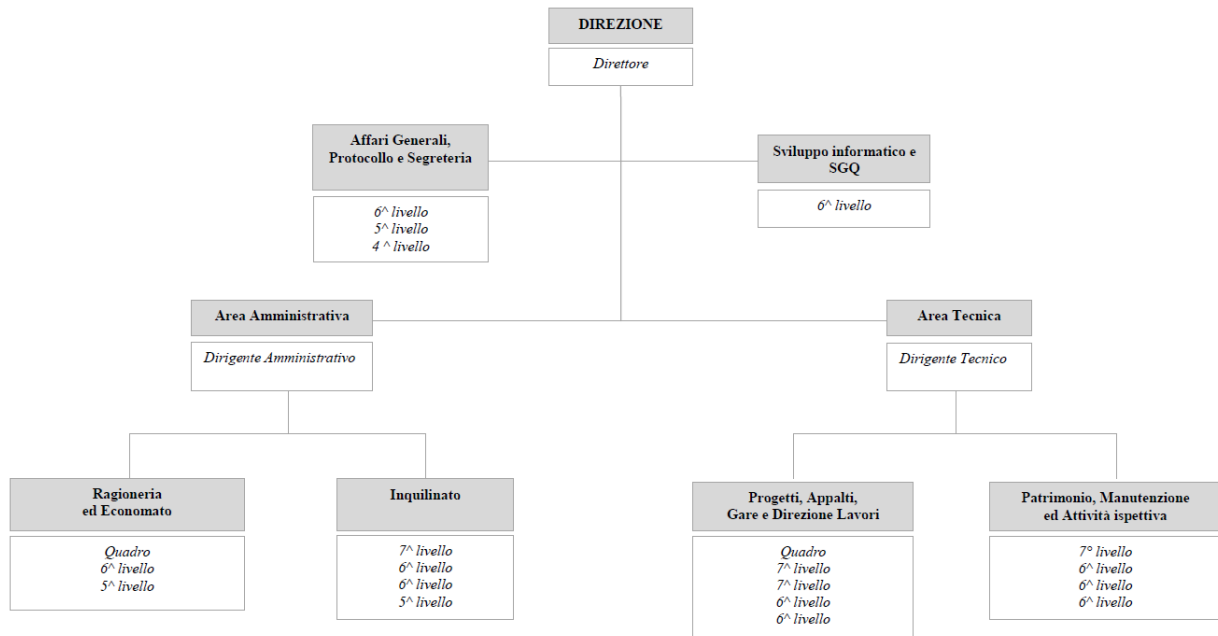 DIREZIONE
Direttore
Affari Generali,
Protocollo e Segreteria
6^ livello
5^ livello
4 ^ livello
Sviluppo informatico e
SGQ
6^ livello
Area Amministrativa
Dirigente Amministrativo
Area Tecnica
Dirigente Tecnico
Ragioneria
ed Economato
Quadro
6^ livello
5^ livello
Inquilinato
7^ livello
6^ livello
6^ livello
5^ livello
Progetti, Appalti,
Gare e Direzione Lavori
Quadro
7^ livello
7^ livello
6^ livello
6^ livello
Patrimonio, Manutenzione
ed Attività ispettiva
7° livello
6^ livello
6^ livello
6^ livello